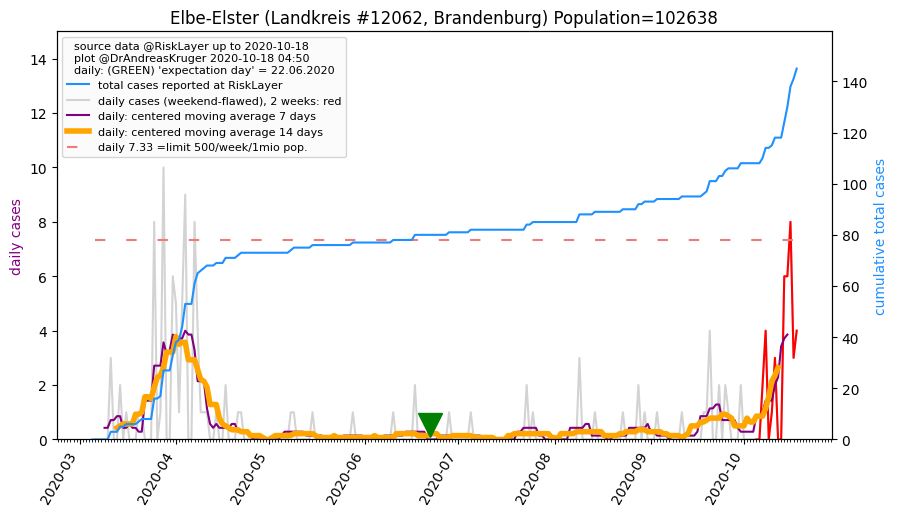 Elbe-Elster (Landkreis #12062, Brandenburg) Population=102638
source data @RiskLayer up to 2020-10-18
plot @DrAndreasKruger 2020-10-18 04:50
daily: (GREEN) 'expectation day' = 22.06.2020
total cases reported at RiskLayer
daily cases (weekend-flawed), 2 weeks: red
daily: centered moving average 7 days
daily: centered moving average 14 days
daily 7.33 =limit 500/week/1mio pop.
daily cases
14
12
10
8
6
4
2
0
140
120
100
80
60
40
20
0
cumulative total cases
2020-03
2020-04
2020-05
2020-06
2020-07
2020-08
2020-09
2020-10